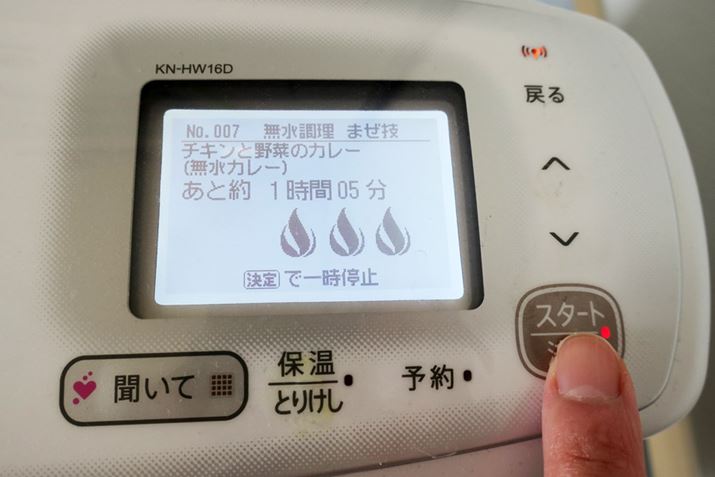 KN-HW16D
No.007 無水調理 まぜ技
チキンと野菜のカレー
(無水カレー)
あと約 1時間05分
決定 で一時停止
戻る
スタート
聞いて
保温
とりけし
予約